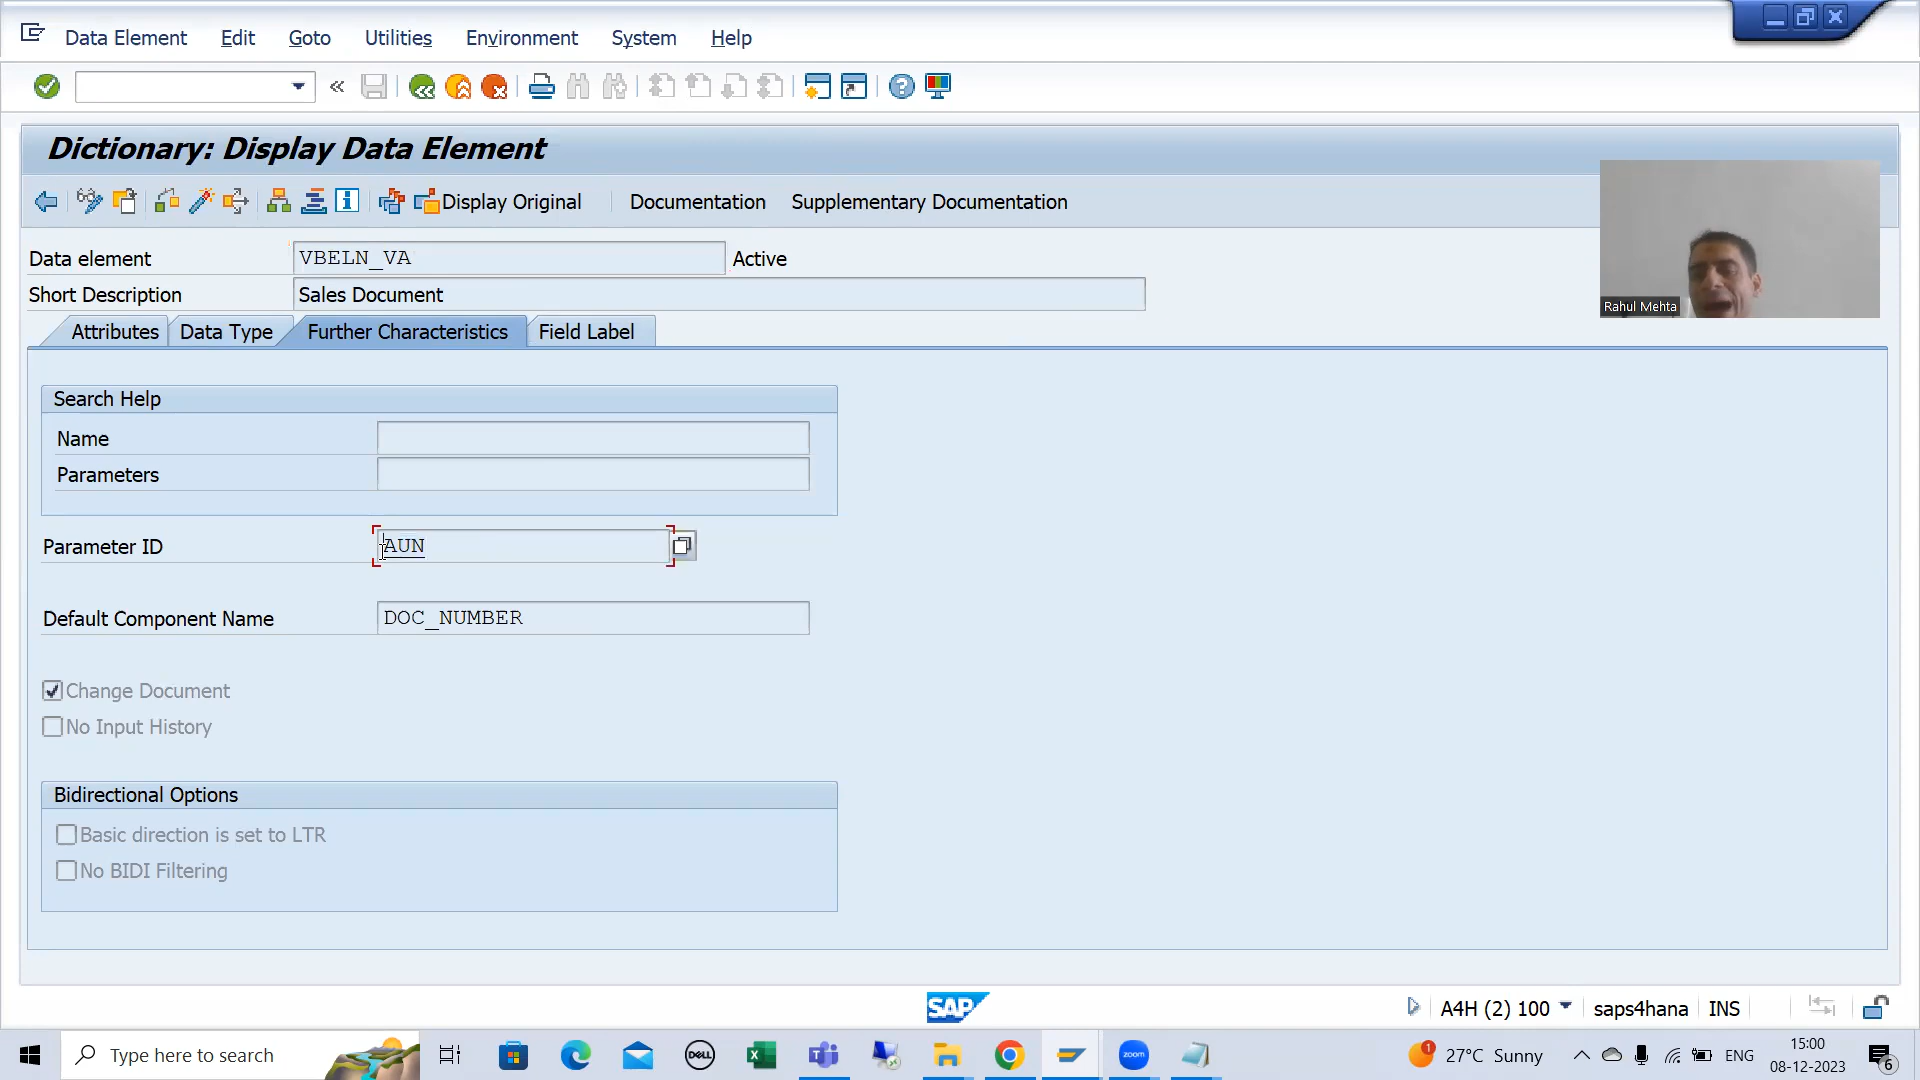 Data Element Edit Goto Utilities Environment System Help
Dictionary: Display Data Element
Display Original Documentation Supplementary Documentation
Data element VBELN_VA Active
Short Description Sales Document
Rahul Mehta
Attributes Data Type Further Characteristics Field Label
Search Help
Name
Parameters
Parameter ID AUN
Default Component Name DOC_NUMBER
Change Document
No Input History
Bidirectional Options
Basic direction is set to LTR
No BIDI Filtering
SAP A4H (2) 100 saps4hana INS
Type here to search DELL zoom 1 27°C Sunny ENG 15:00
08-12-2023 6